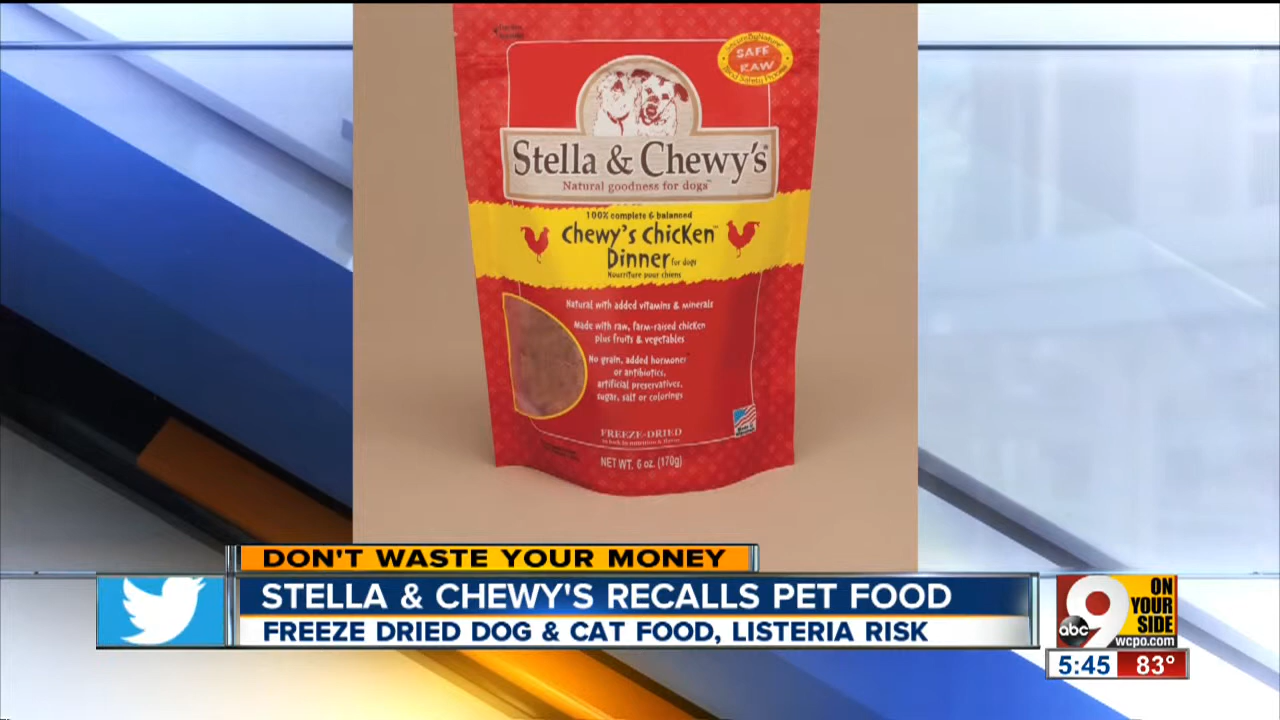 SecureByNature
SAFE
RAW
Stella & Chewy's
Natural goodness for dogs™
100% complete & balanced
Chewy's Chicken™
Dinner for dogs
Nourriture pour chiens
Natural with added vitamins & minerals
Made with raw, farm-raised chicken
plus fruits & vegetables
No grain, added hormones
or antibiotics,
artificial preservatives,
sugar, salt or colorings
FREEZE-DRIED
NET WT. 6 oz. (170g)
DON'T WASTE YOUR MONEY
STELLA & CHEWY'S RECALLS PET FOOD
FREEZE DRIED DOG & CAT FOOD, LISTERIA RISK
abc 9 ON
YOUR
SIDE
wcpo.com
5:45 83°